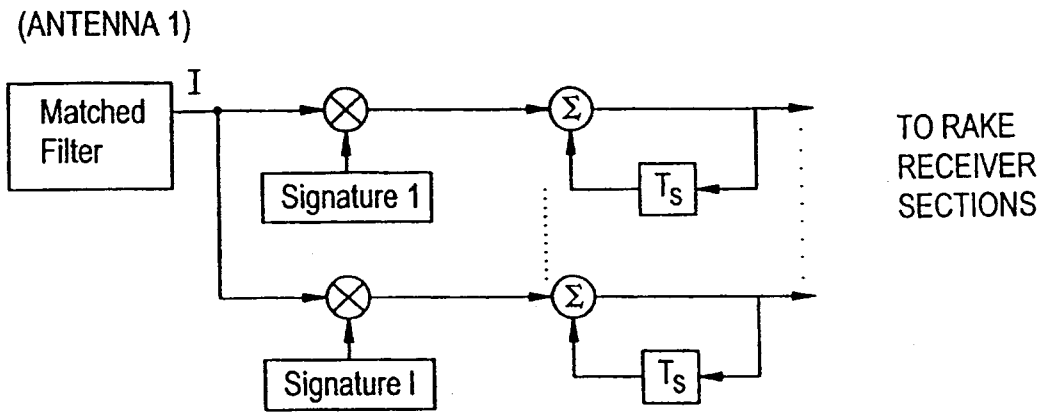 (ANTENNA 1)
I
Matched
Filter
Σ
Signature 1
T_S
TO RAKE
RECEIVER
SECTIONS
Σ
Signature I
T_S